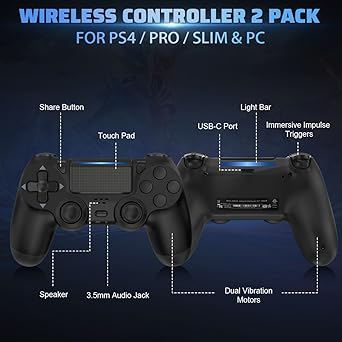 WIRELESS CONTROLLER 2 PACK
FOR PS4 / PRO / SLIM & PC
Share Button
Light Bar
USB-C Port
Immersive Impulse
Triggers
Touch Pad
Speaker
3.5mm Audio Jack
Dual Vibration
Motors